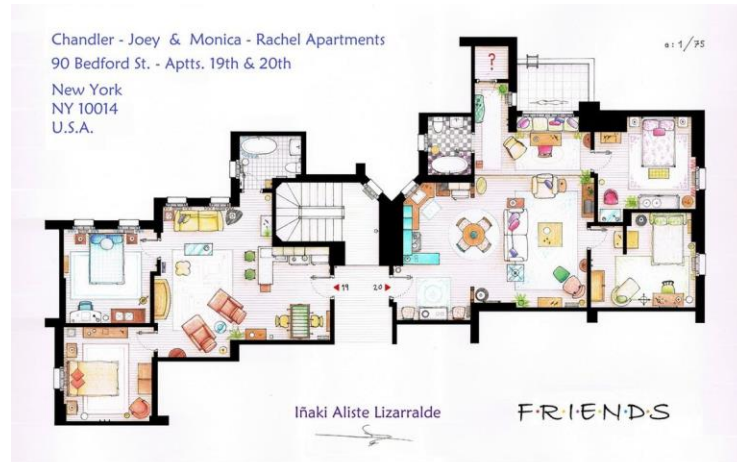 Chandler - Joey & Monica - Rachel Apartments
90 Bedford St. - Aptts. 19th & 20th
New York
NY 10014
U.S.A.
e: 1/75
?
19 20
Iñaki Aliste Lizarralde
F·R·I·E·N·D·S